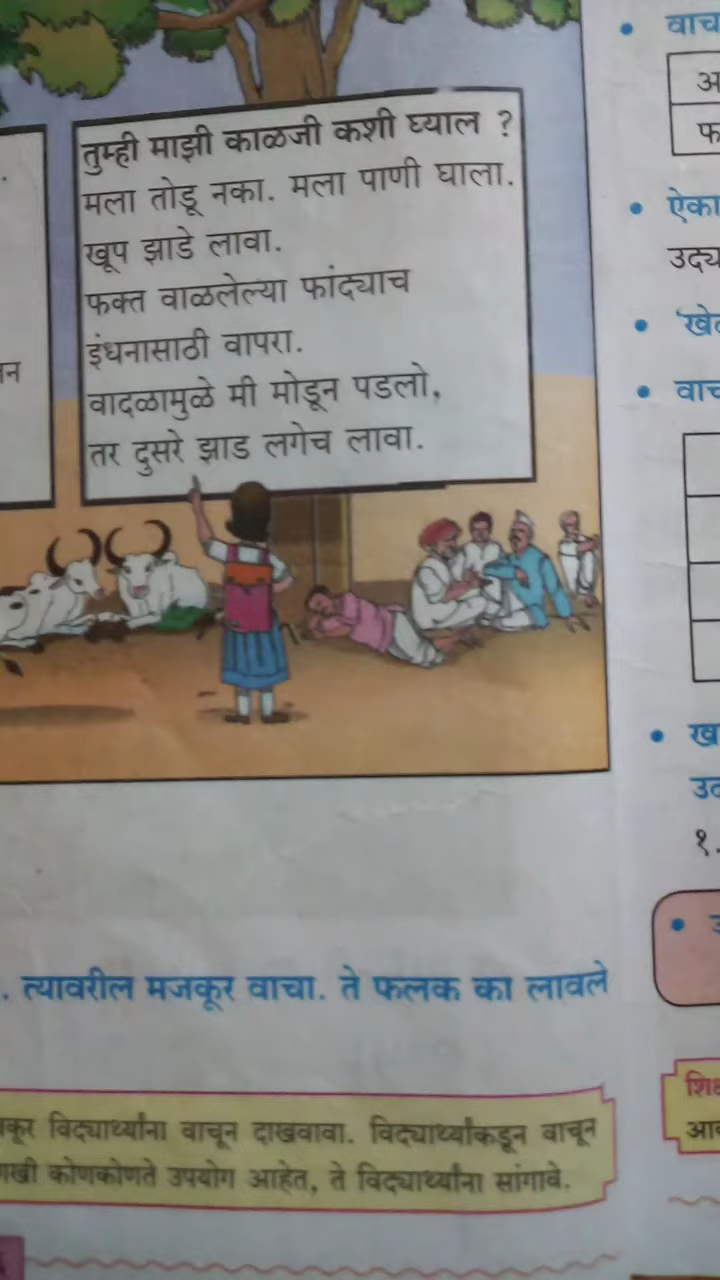 तुम्ही माझी काळजी कशी घ्याल ?
मला तोडू नका. मला पाणी घाला.
खूप झाडे लावा.
फक्त वाळलेल्या फांद्याच
इंधनासाठी वापरा.
वादळामुळे मी मोडून पडलो,
तर दुसरे झाड लगेच लावा.
. त्यावरील मजकूर वाचा. ते फलक का लावले
विद्यार्थ्यांना वाचून दाखवावा. विद्यार्थ्यांकडून वाचून
कोणकोणते उपयोग आहेत, ते विद्यार्थ्यांना सांगावे.
• ऐका
१.